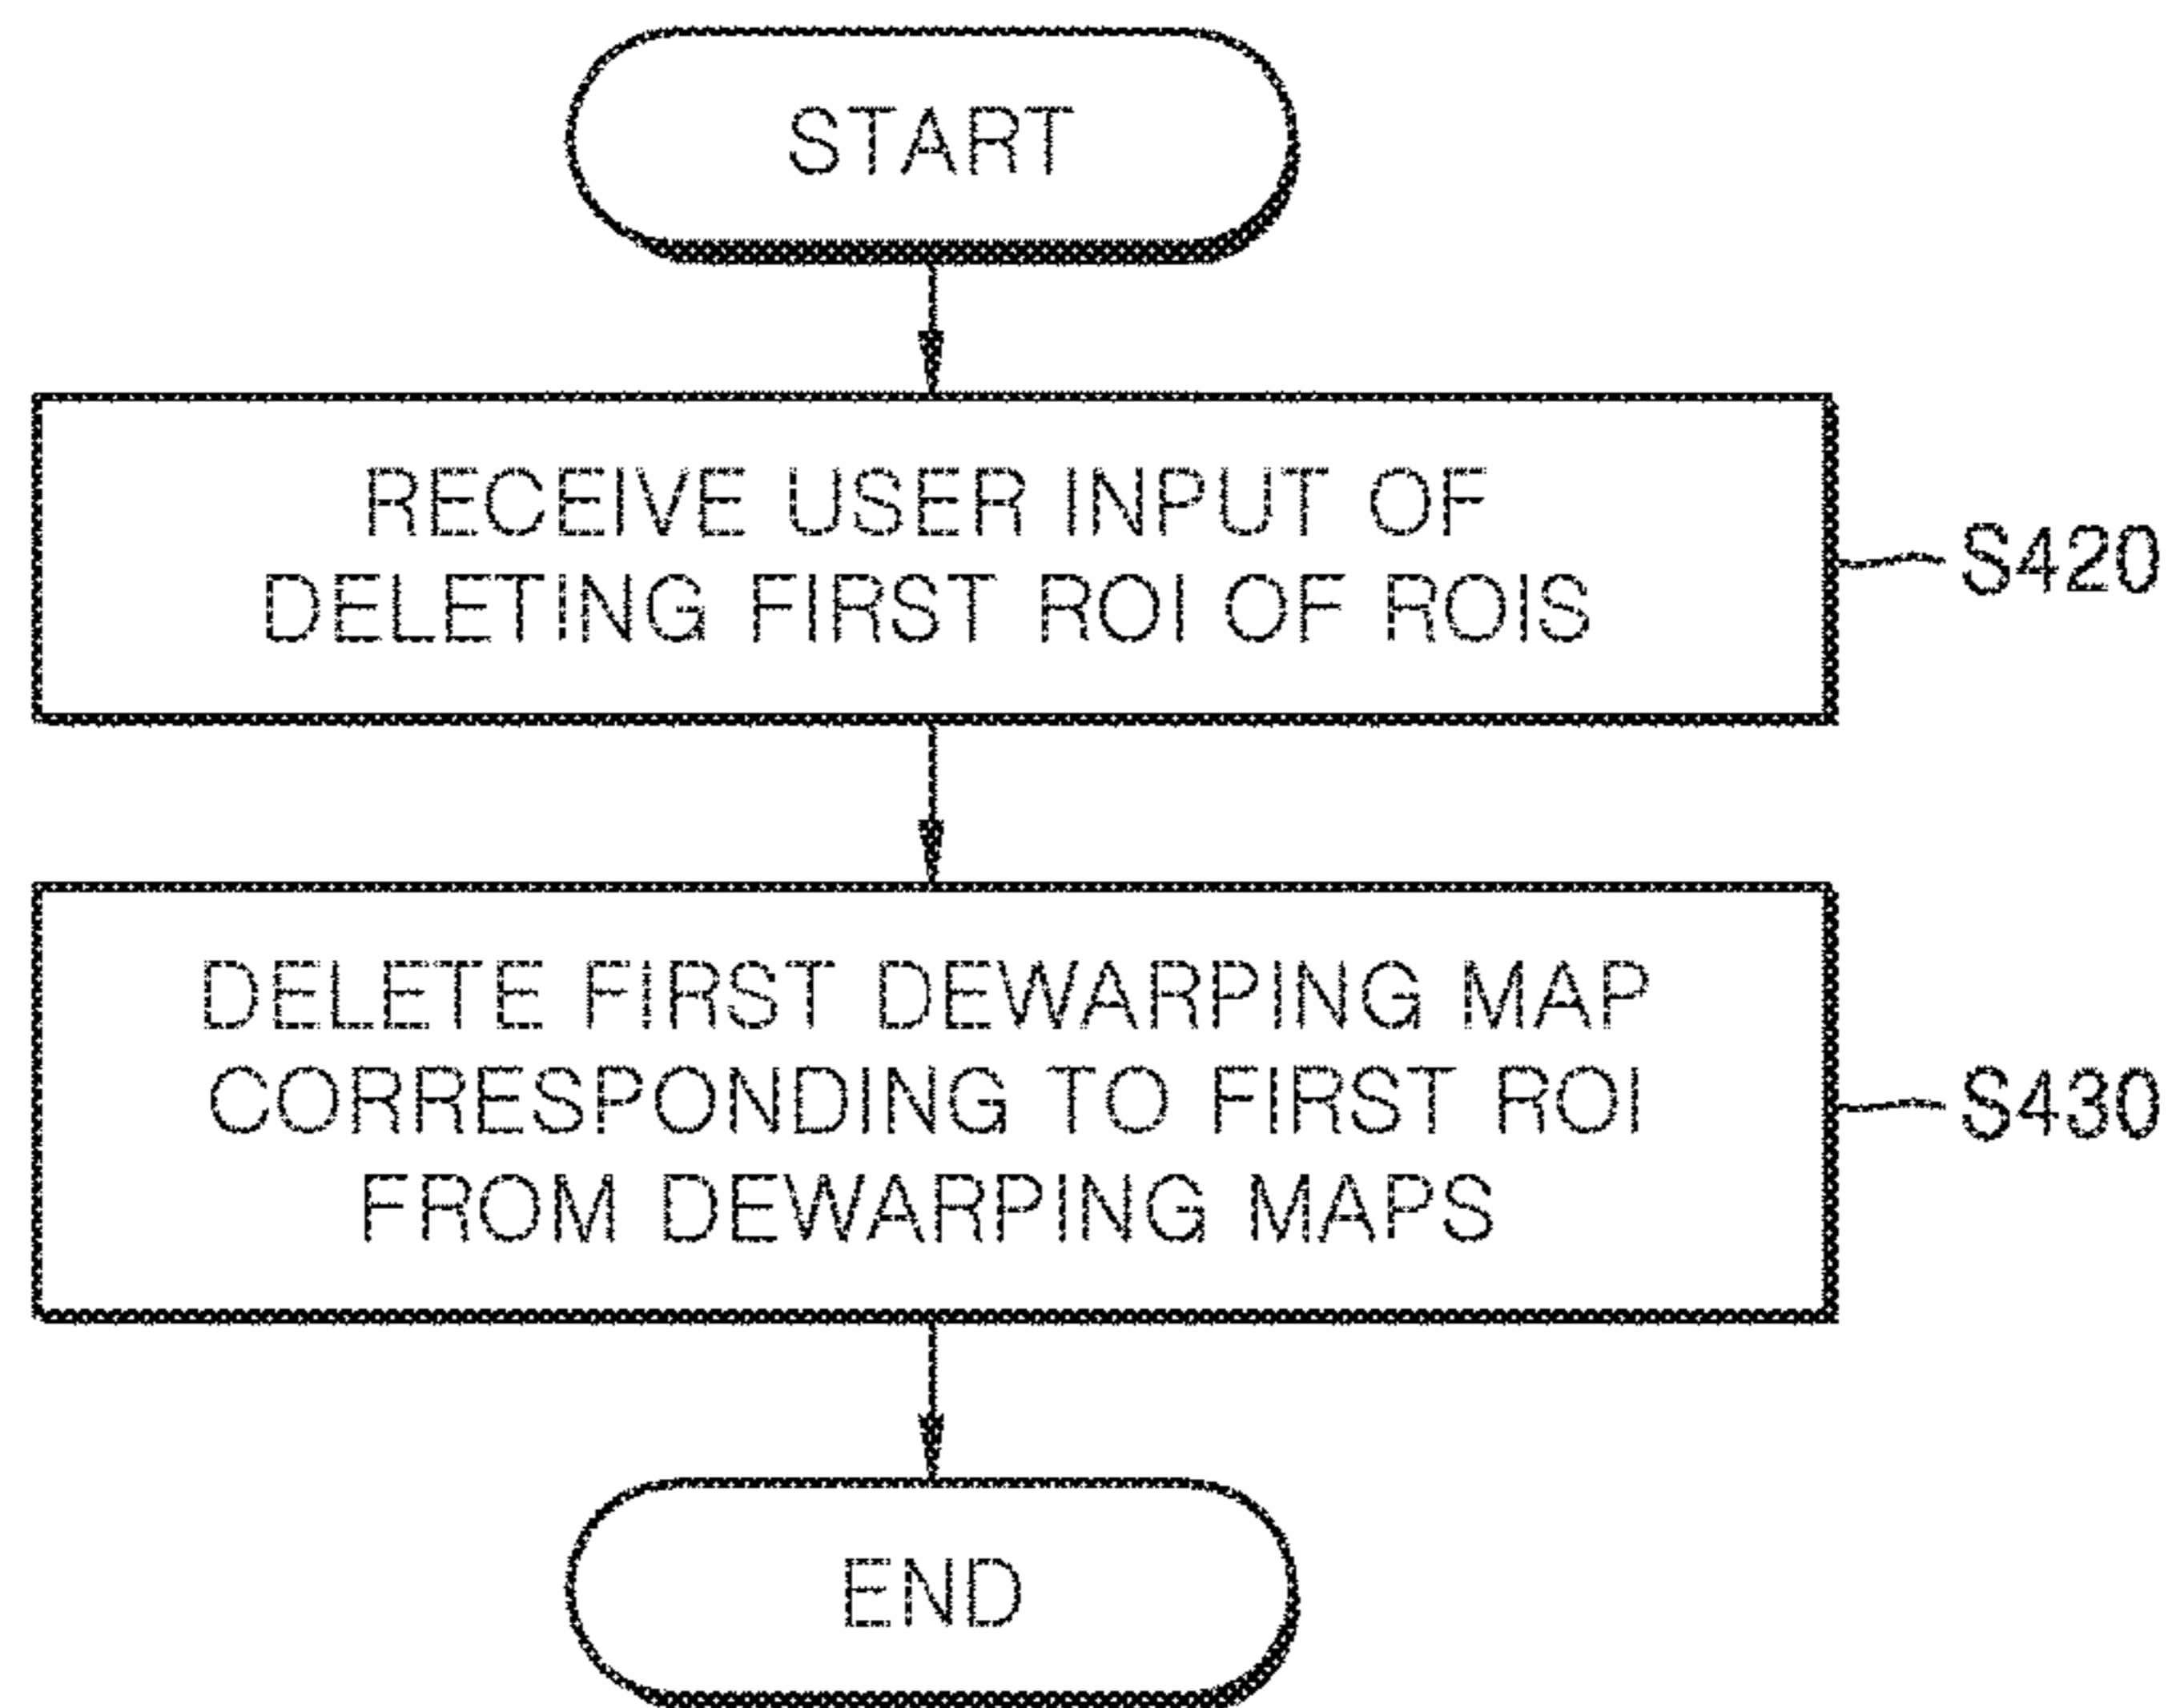 START
RECEIVE USER INPUT OF
DELETING FIRST ROI OF ROIS
S420
DELETE FIRST DEWARPING MAP
CORRESPONDING TO FIRST ROI
FROM DEWARPING MAPS
S430
END